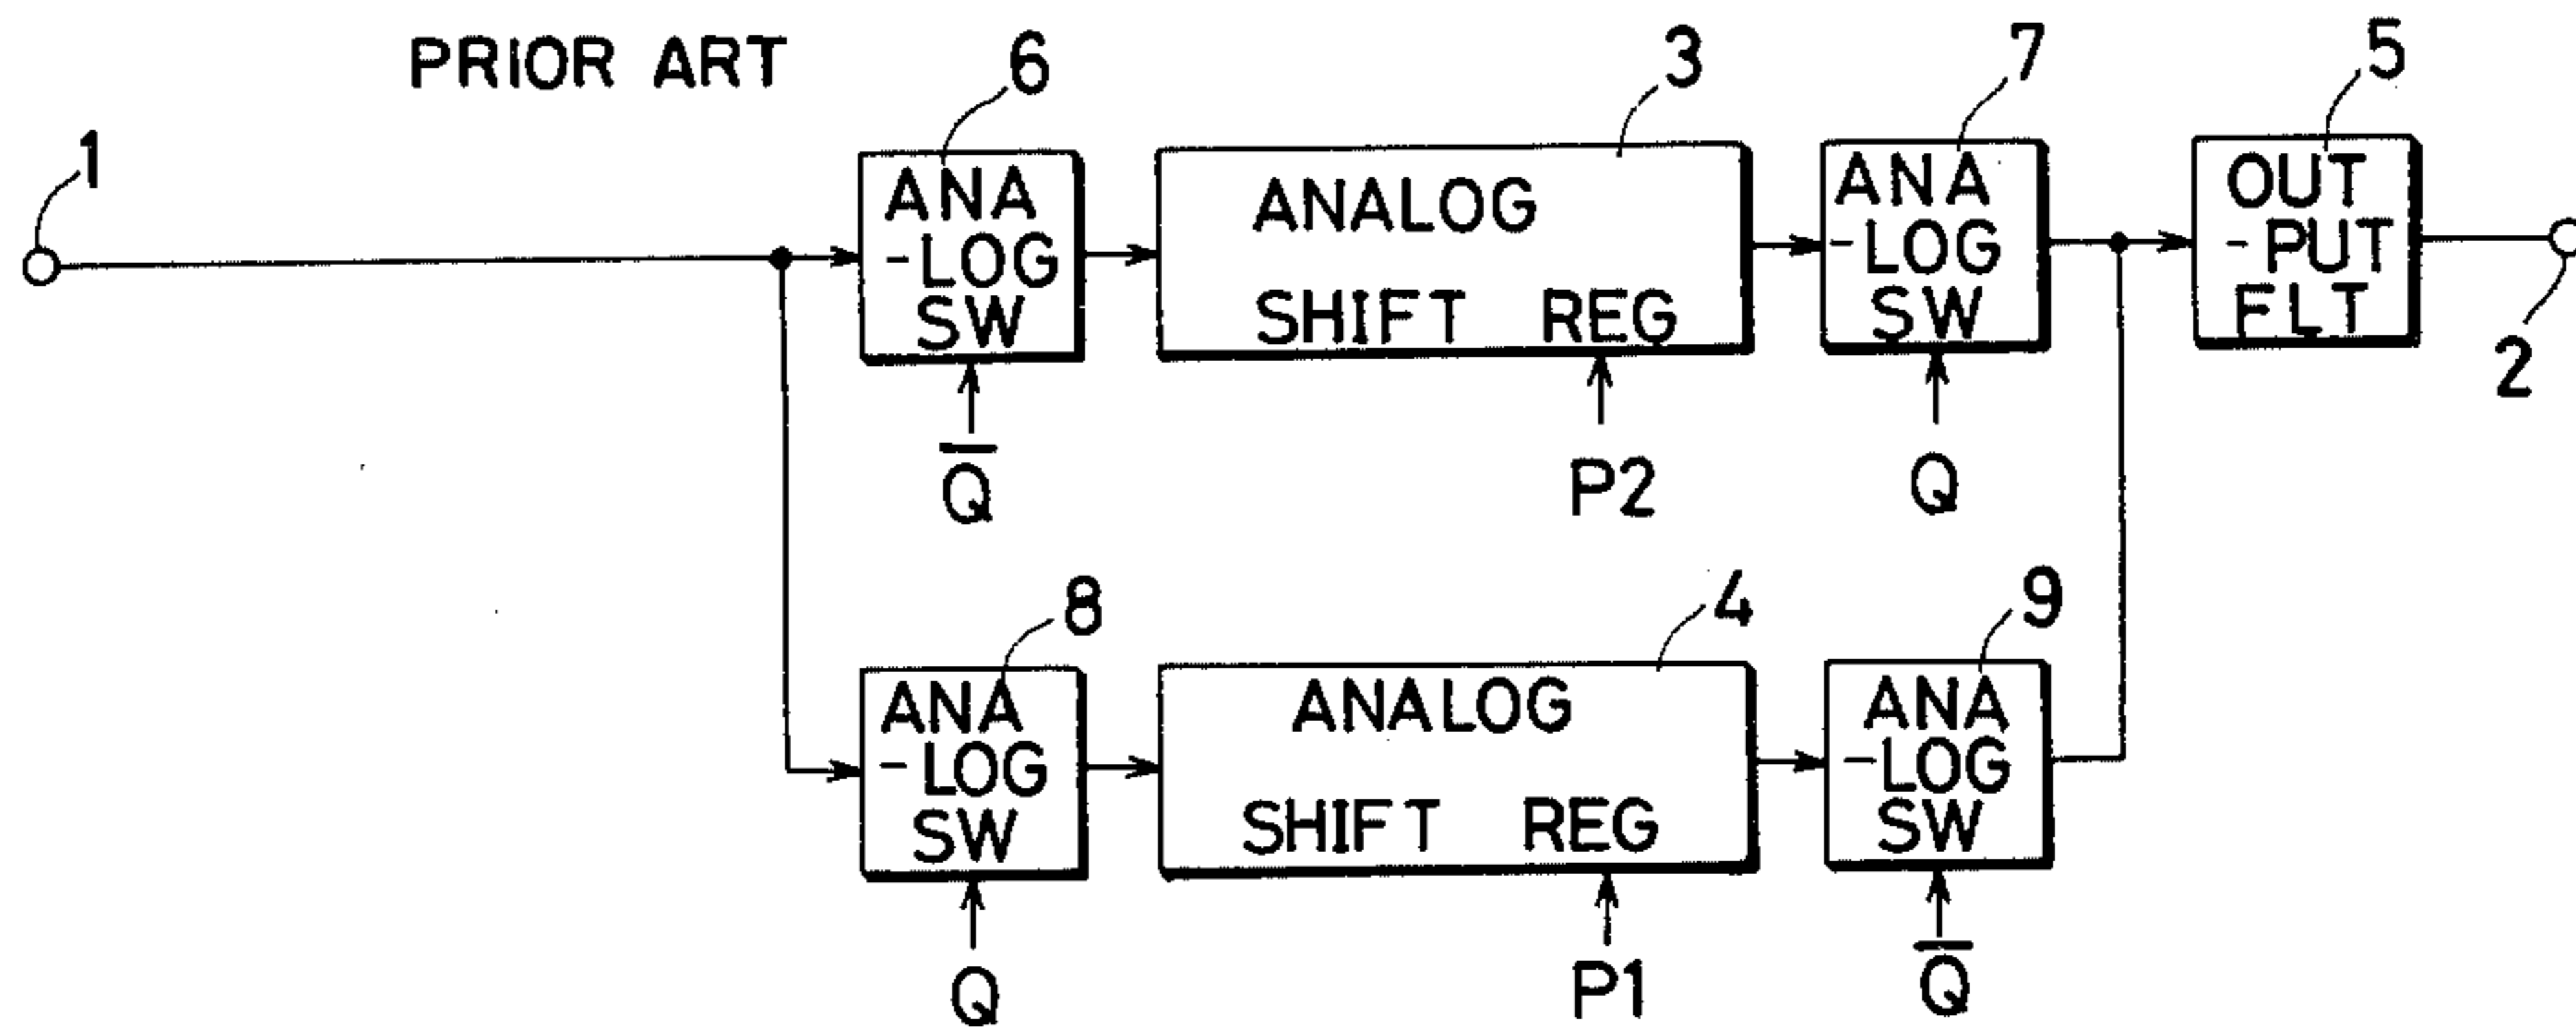 PRIOR ART
1
6
3
7
5
ANA
-LOG
SW
ANALOG
SHIFT REG
ANA
-LOG
SW
OUT
-PUT
FLT
2
Q̅
P2
Q
8
4
9
ANA
-LOG
SW
ANALOG
SHIFT REG
ANA
-LOG
SW
Q
P1
Q̅